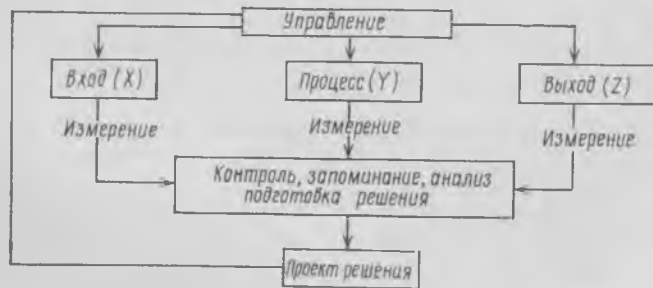 Управление
Вход (X)
Процесс (Y)
Выход (Z)
Измерение
Измерение
Измерение
Контроль, запоминание, анализ
подготовка решения
Проект решения